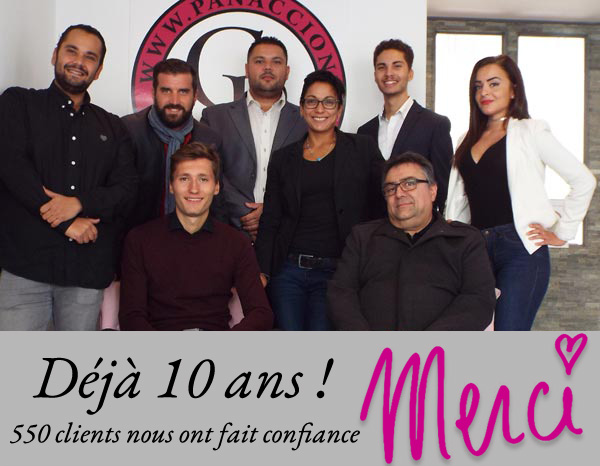 WWW.PANACCION
G
Déjà 10 ans !
550 clients nous ont fait confiance
Merci